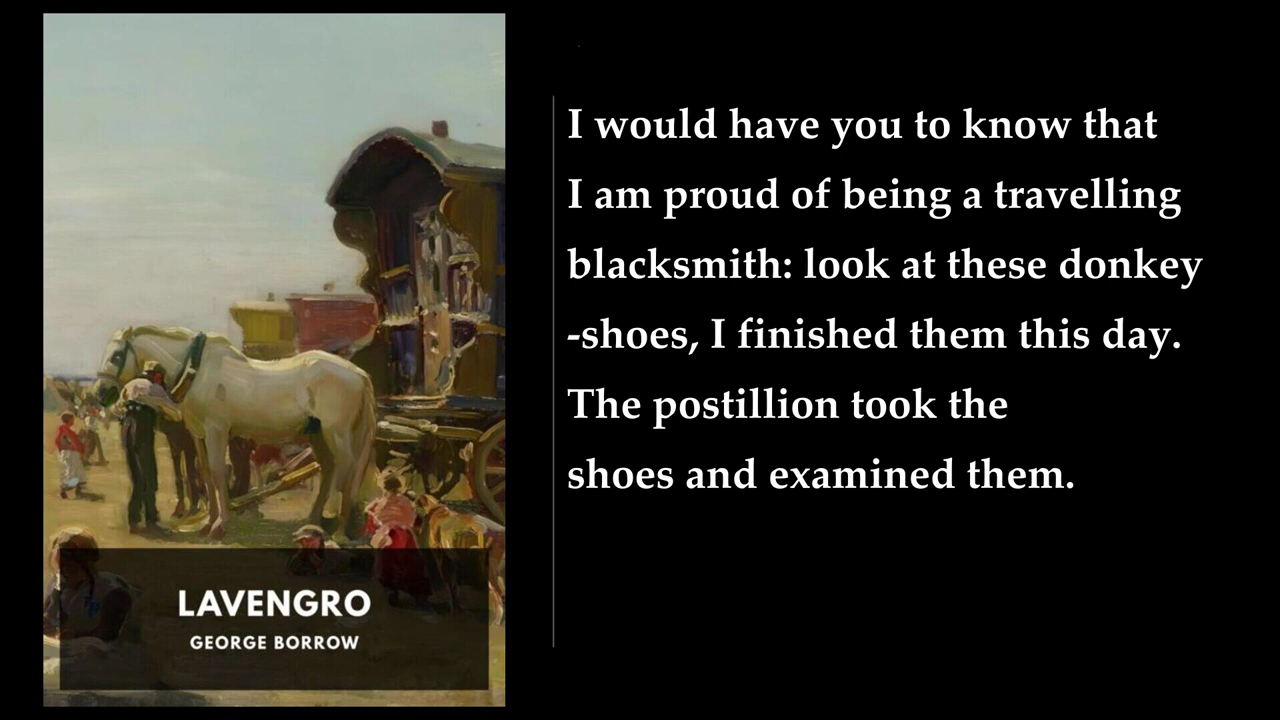 LAVENGRO
GEORGE BORROW
I would have you to know that
I am proud of being a travelling
blacksmith: look at these donkey
-shoes, I finished them this day.
The postillion took the
shoes and examined them.